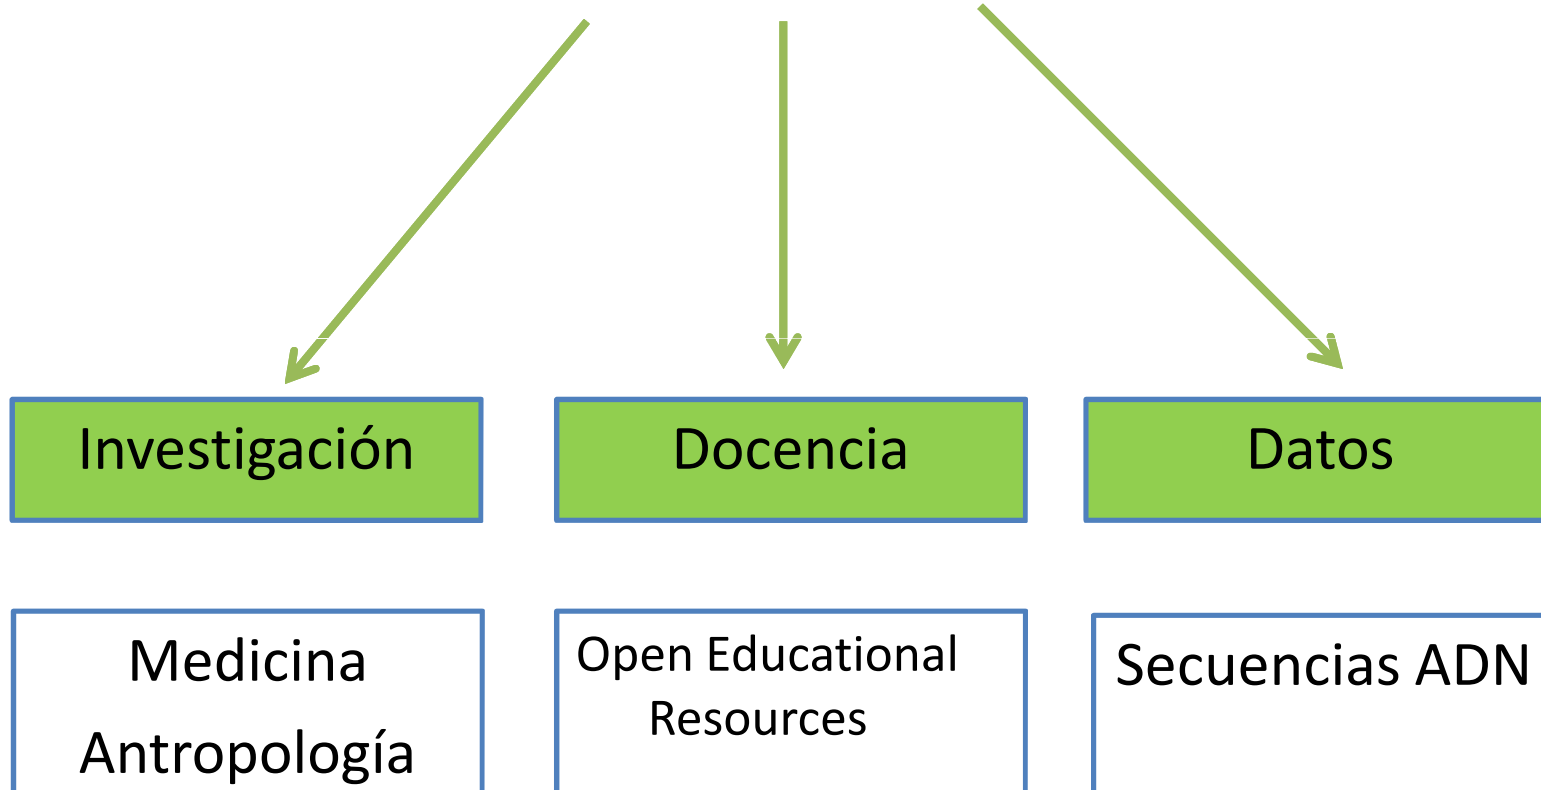 Investigación
Docencia
Datos
Medicina
Antropología
Open Educational
Resources
Secuencias ADN